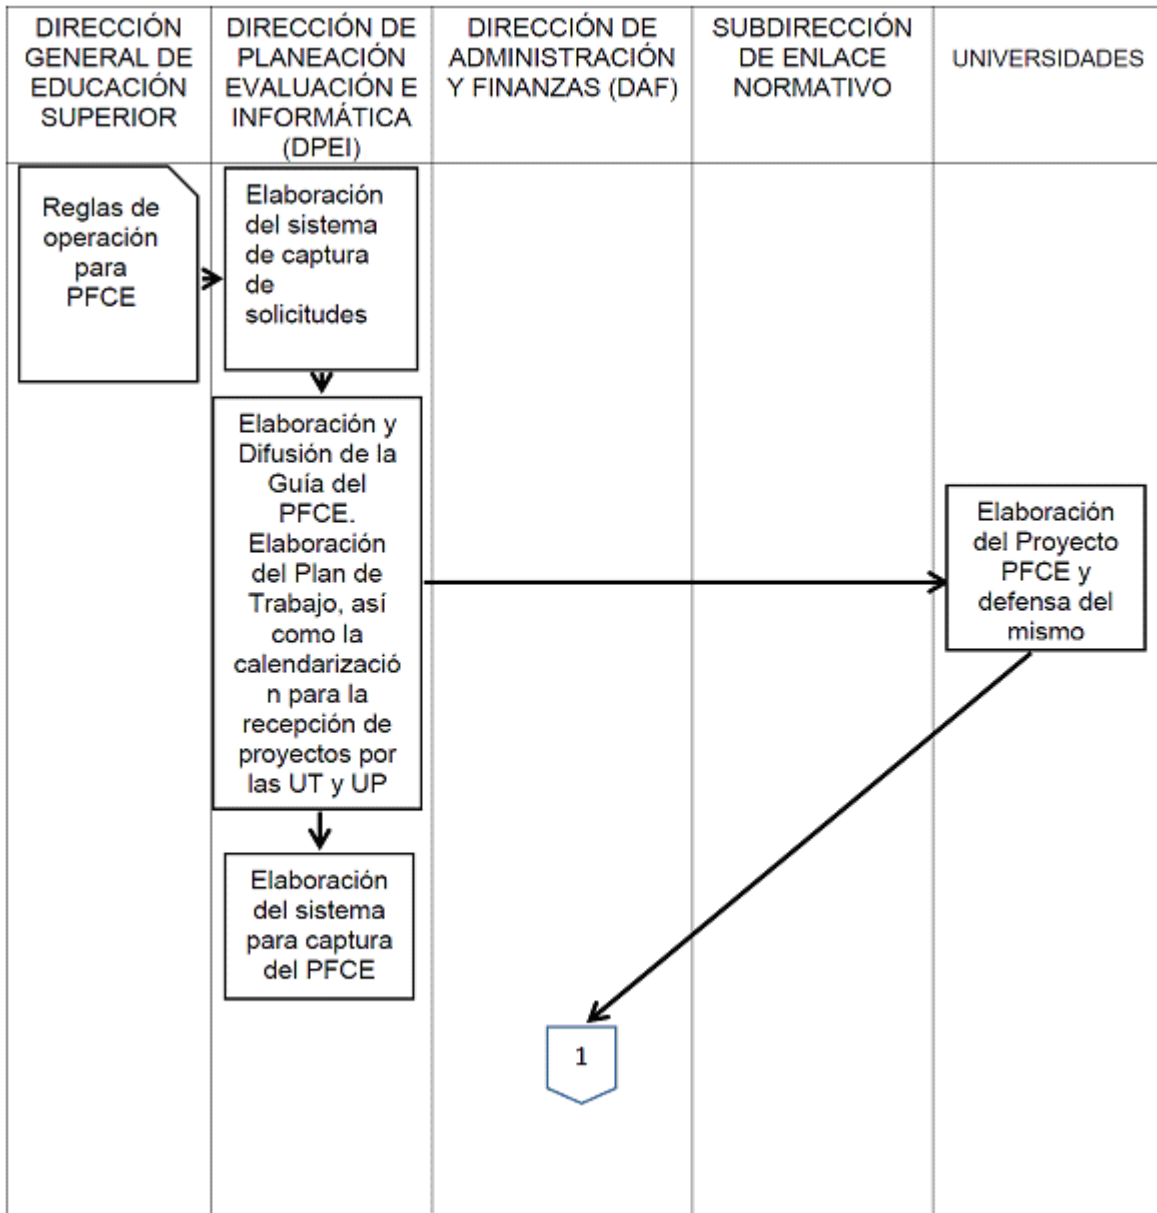 DIRECCIÓN
GENERAL DE
EDUCACIÓN
SUPERIOR
DIRECCIÓN DE
PLANEACIÓN
EVALUACIÓN E
INFORMÁTICA
(DPEI)
DIRECCIÓN DE
ADMINISTRACIÓN
Y FINANZAS (DAF)
SUBDIRECCIÓN
DE ENLACE
NORMATIVO
UNIVERSIDADES
Reglas de
operación
para
PFCE
Elaboración
del sistema
de captura
de
solicitudes
Elaboración y
Difusión de la
Guía del
PFCE.
Elaboración
del Plan de
Trabajo, así
como la
calendarizació
n para la
recepción de
proyectos por
las UT y UP
Elaboración
del Proyecto
PFCE y
defensa del
mismo
Elaboración
del sistema
para captura
del PFCE
1